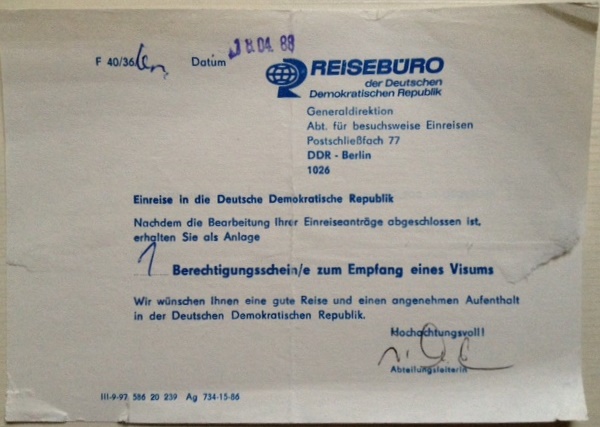 F 40/36
Datum 18.04.88
REISEBÜRO
der Deutschen
Demokratischen Republik
Generaldirektion
Abt. für besuchsweise Einreisen
Postschließfach 77
DDR - Berlin
1026
Einreise in die Deutsche Demokratische Republik
Nachdem die Bearbeitung Ihrer Einreiseanträge abgeschlossen ist,
erhalten Sie als Anlage
1 Berechtigungsschein/e zum Empfang eines Visums
Wir wünschen Ihnen eine gute Reise und einen angenehmen Aufenthalt
in der Deutschen Demokratischen Republik.
Hochachtungsvoll!
Abteilungsleiterin
III-9-97 586 20 239 Ag 734-15-86